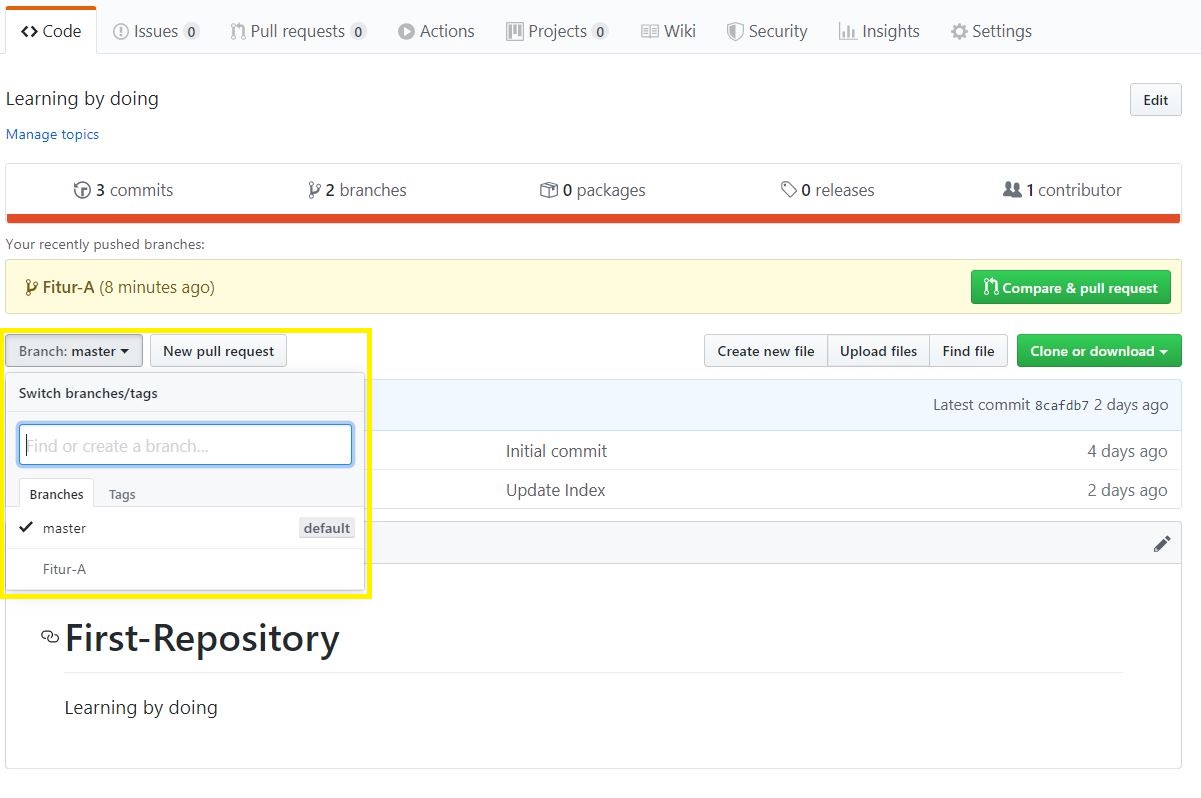 Code Issues 0 Pull requests 0 Actions Projects 0 Wiki Security Insights Settings
Learning by doing
Edit
Manage topics
3 commits 2 branches 0 packages 0 releases 1 contributor
Your recently pushed branches:
Fitur-A (8 minutes ago) Compare & pull request
Branch: master New pull request Create new file Upload files Find file Clone or download
Switch branches/tags
Latest commit 8cafdb7 2 days ago
Find or create a branch...
Initial commit 4 days ago
Branches Tags
Update Index 2 days ago
master default
Fitur-A
First-Repository
Learning by doing